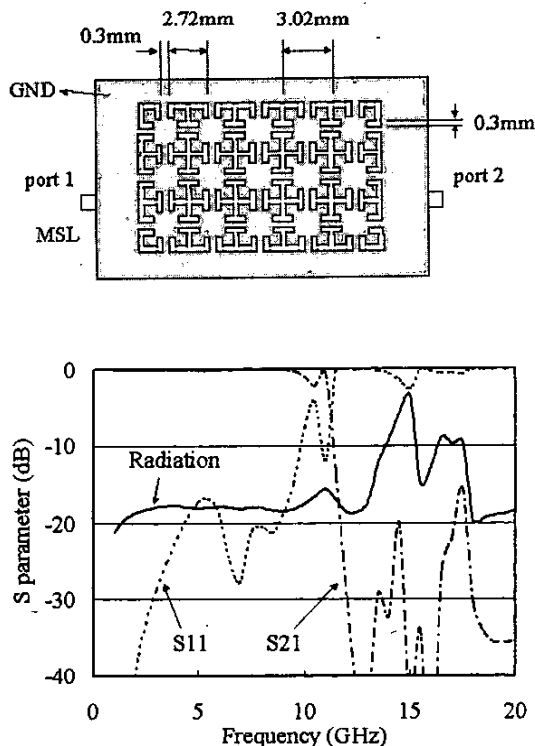 2.72mm 3.02mm
0.3mm
GND
0.3mm
port 1
port 2
MSL
0
-10
-20
-30
-40
S parameter (dB)
Radiation
S11
S21
0 5 10 15 20
Frequency (GHz)